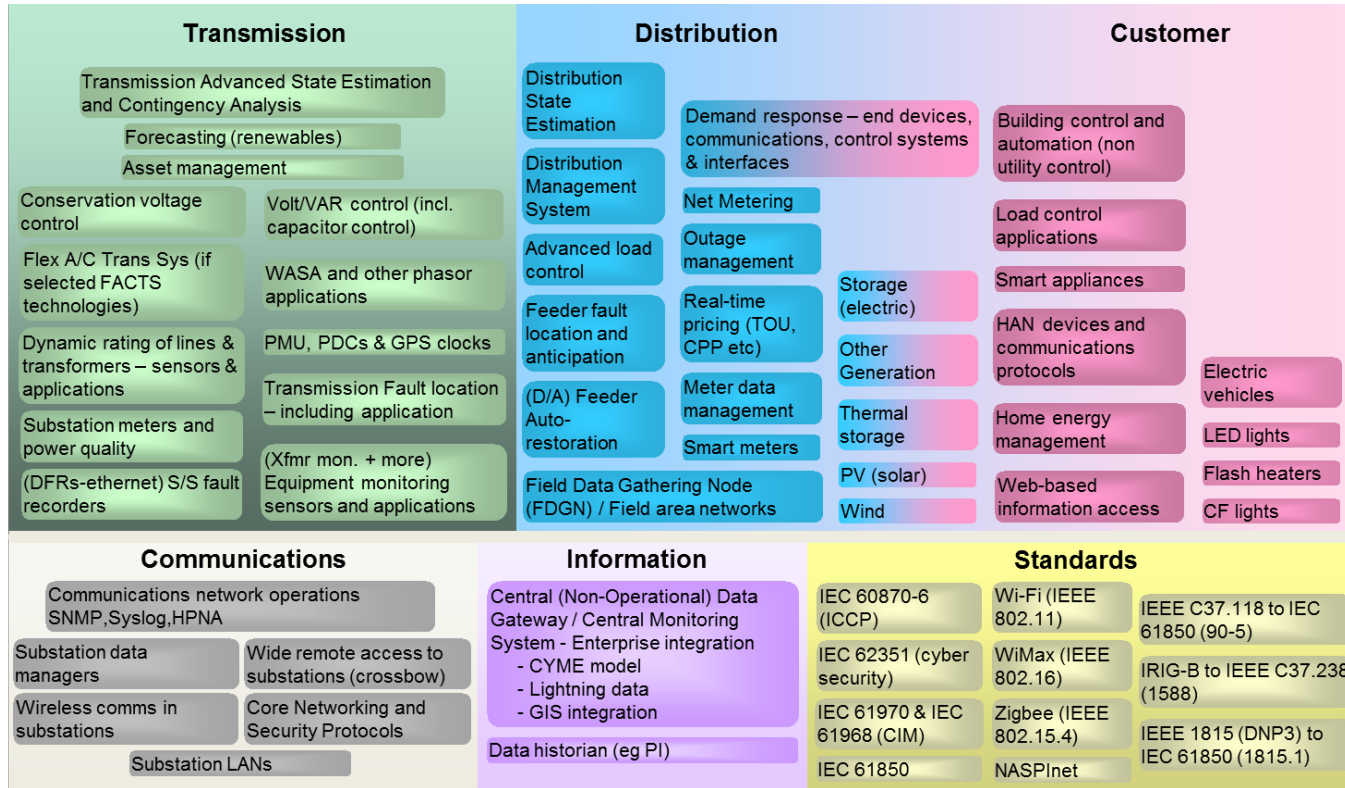 Transmission
Transmission Advanced State Estimation
and Contingency Analysis
Forecasting (renewables)
Asset management
Conservation voltage
control
Flex A/C Trans Sys (if
selected FACTS
technologies)
Dynamic rating of lines &
transformers – sensors &
applications
Substation meters and
power quality
(DFRs-ethernet) S/S fault
recorders
Volt/VAR control (incl.
capacitor control)
WASA and other phasor
applications
PMU, PDCs & GPS clocks
Transmission Fault location
– including application
(Xfmr mon. + more)
Equipment monitoring
sensors and applications
Distribution
Distribution
State
Estimation
Distribution
Management
System
Advanced load
control
Feeder fault
location and
anticipation
(D/A) Feeder
Auto-
restoration
Field Data Gathering Node
(FDGN) / Field area networks
Demand response – end devices,
communications, control systems
& interfaces
Net Metering
Outage
management
Real-time
pricing (TOU,
CPP etc)
Meter data
management
Smart meters
Storage
(electric)
Other
Generation
Thermal
storage
PV (solar)
Wind
Customer
Building control and
automation (non
utility control)
Load control
applications
Smart appliances
HAN devices and
communications
protocols
Home energy
management
Web-based
information access
Electric
vehicles
LED lights
Flash heaters
CF lights
Communications
Communications network operations
SNMP,Syslog,HPNA
Substation data
managers
Wide remote access to
substations (crossbow)
Wireless comms in
substations
Core Networking and
Security Protocols
Substation LANs
Information
Central (Non-Operational) Data
Gateway / Central Monitoring
System - Enterprise integration
- CYME model
- Lightning data
- GIS integration
Data historian (eg PI)
Standards
IEC 60870-6
(ICCP)
IEC 62351 (cyber
security)
IEC 61970 & IEC
61968 (CIM)
IEC 61850
Wi-Fi (IEEE
802.11)
WiMax (IEEE
802.16)
Zigbee (IEEE
802.15.4)
NASPInet
IEEE C37.118 to IEC
61850 (90-5)
IRIG-B to IEEE C37.238
(1588)
IEEE 1815 (DNP3) to
IEC 61850 (1815.1)